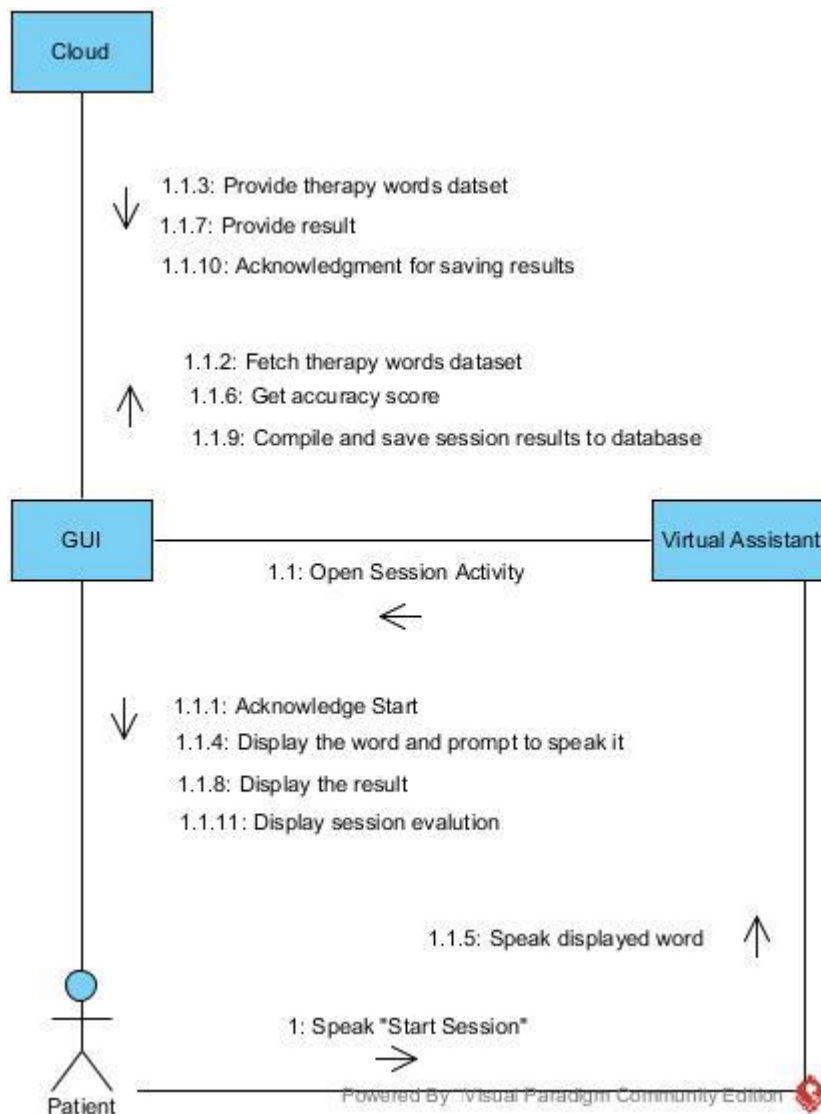 Cloud
1.1.3: Provide therapy words datset
1.1.7: Provide result
1.1.10: Acknowledgment for saving results
1.1.2: Fetch therapy words dataset
1.1.6: Get accuracy score
1.1.9: Compile and save session results to database
GUI
Virtual Assistant
1.1: Open Session Activity
1.1.1: Acknowledge Start
1.1.4: Display the word and prompt to speak it
1.1.8: Display the result
1.1.11: Display session evalution
1.1.5: Speak displayed word
1: Speak "Start Session"
Patient
Powered By Visual Paradigm Community Edition